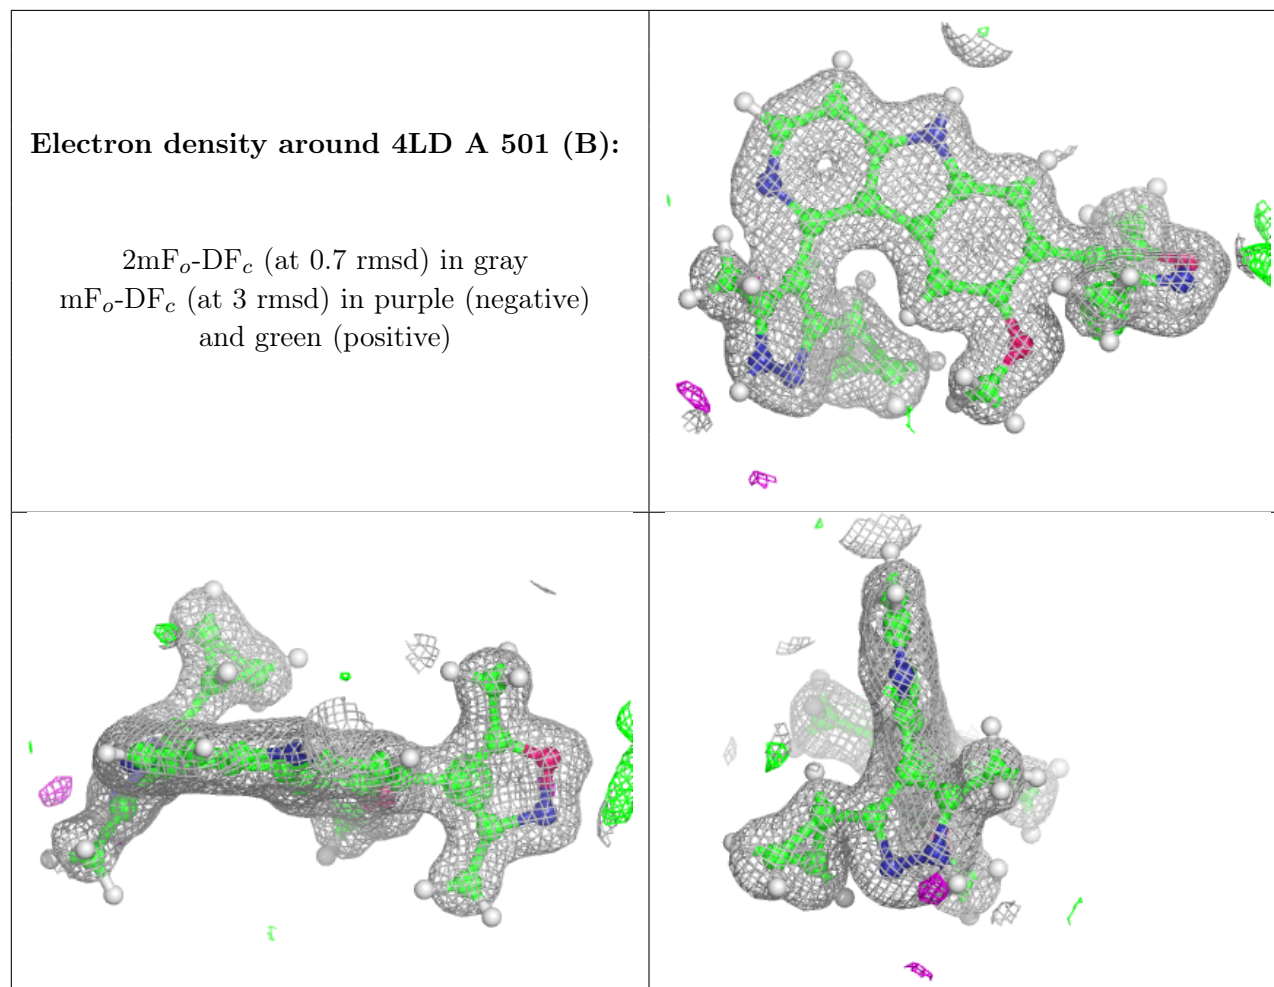 Electron density around 4LD A 501 (B):
2mFo-DFc (at 0.7 rmsd) in gray
mFo-DFc (at 3 rmsd) in purple (negative)
and green (positive)